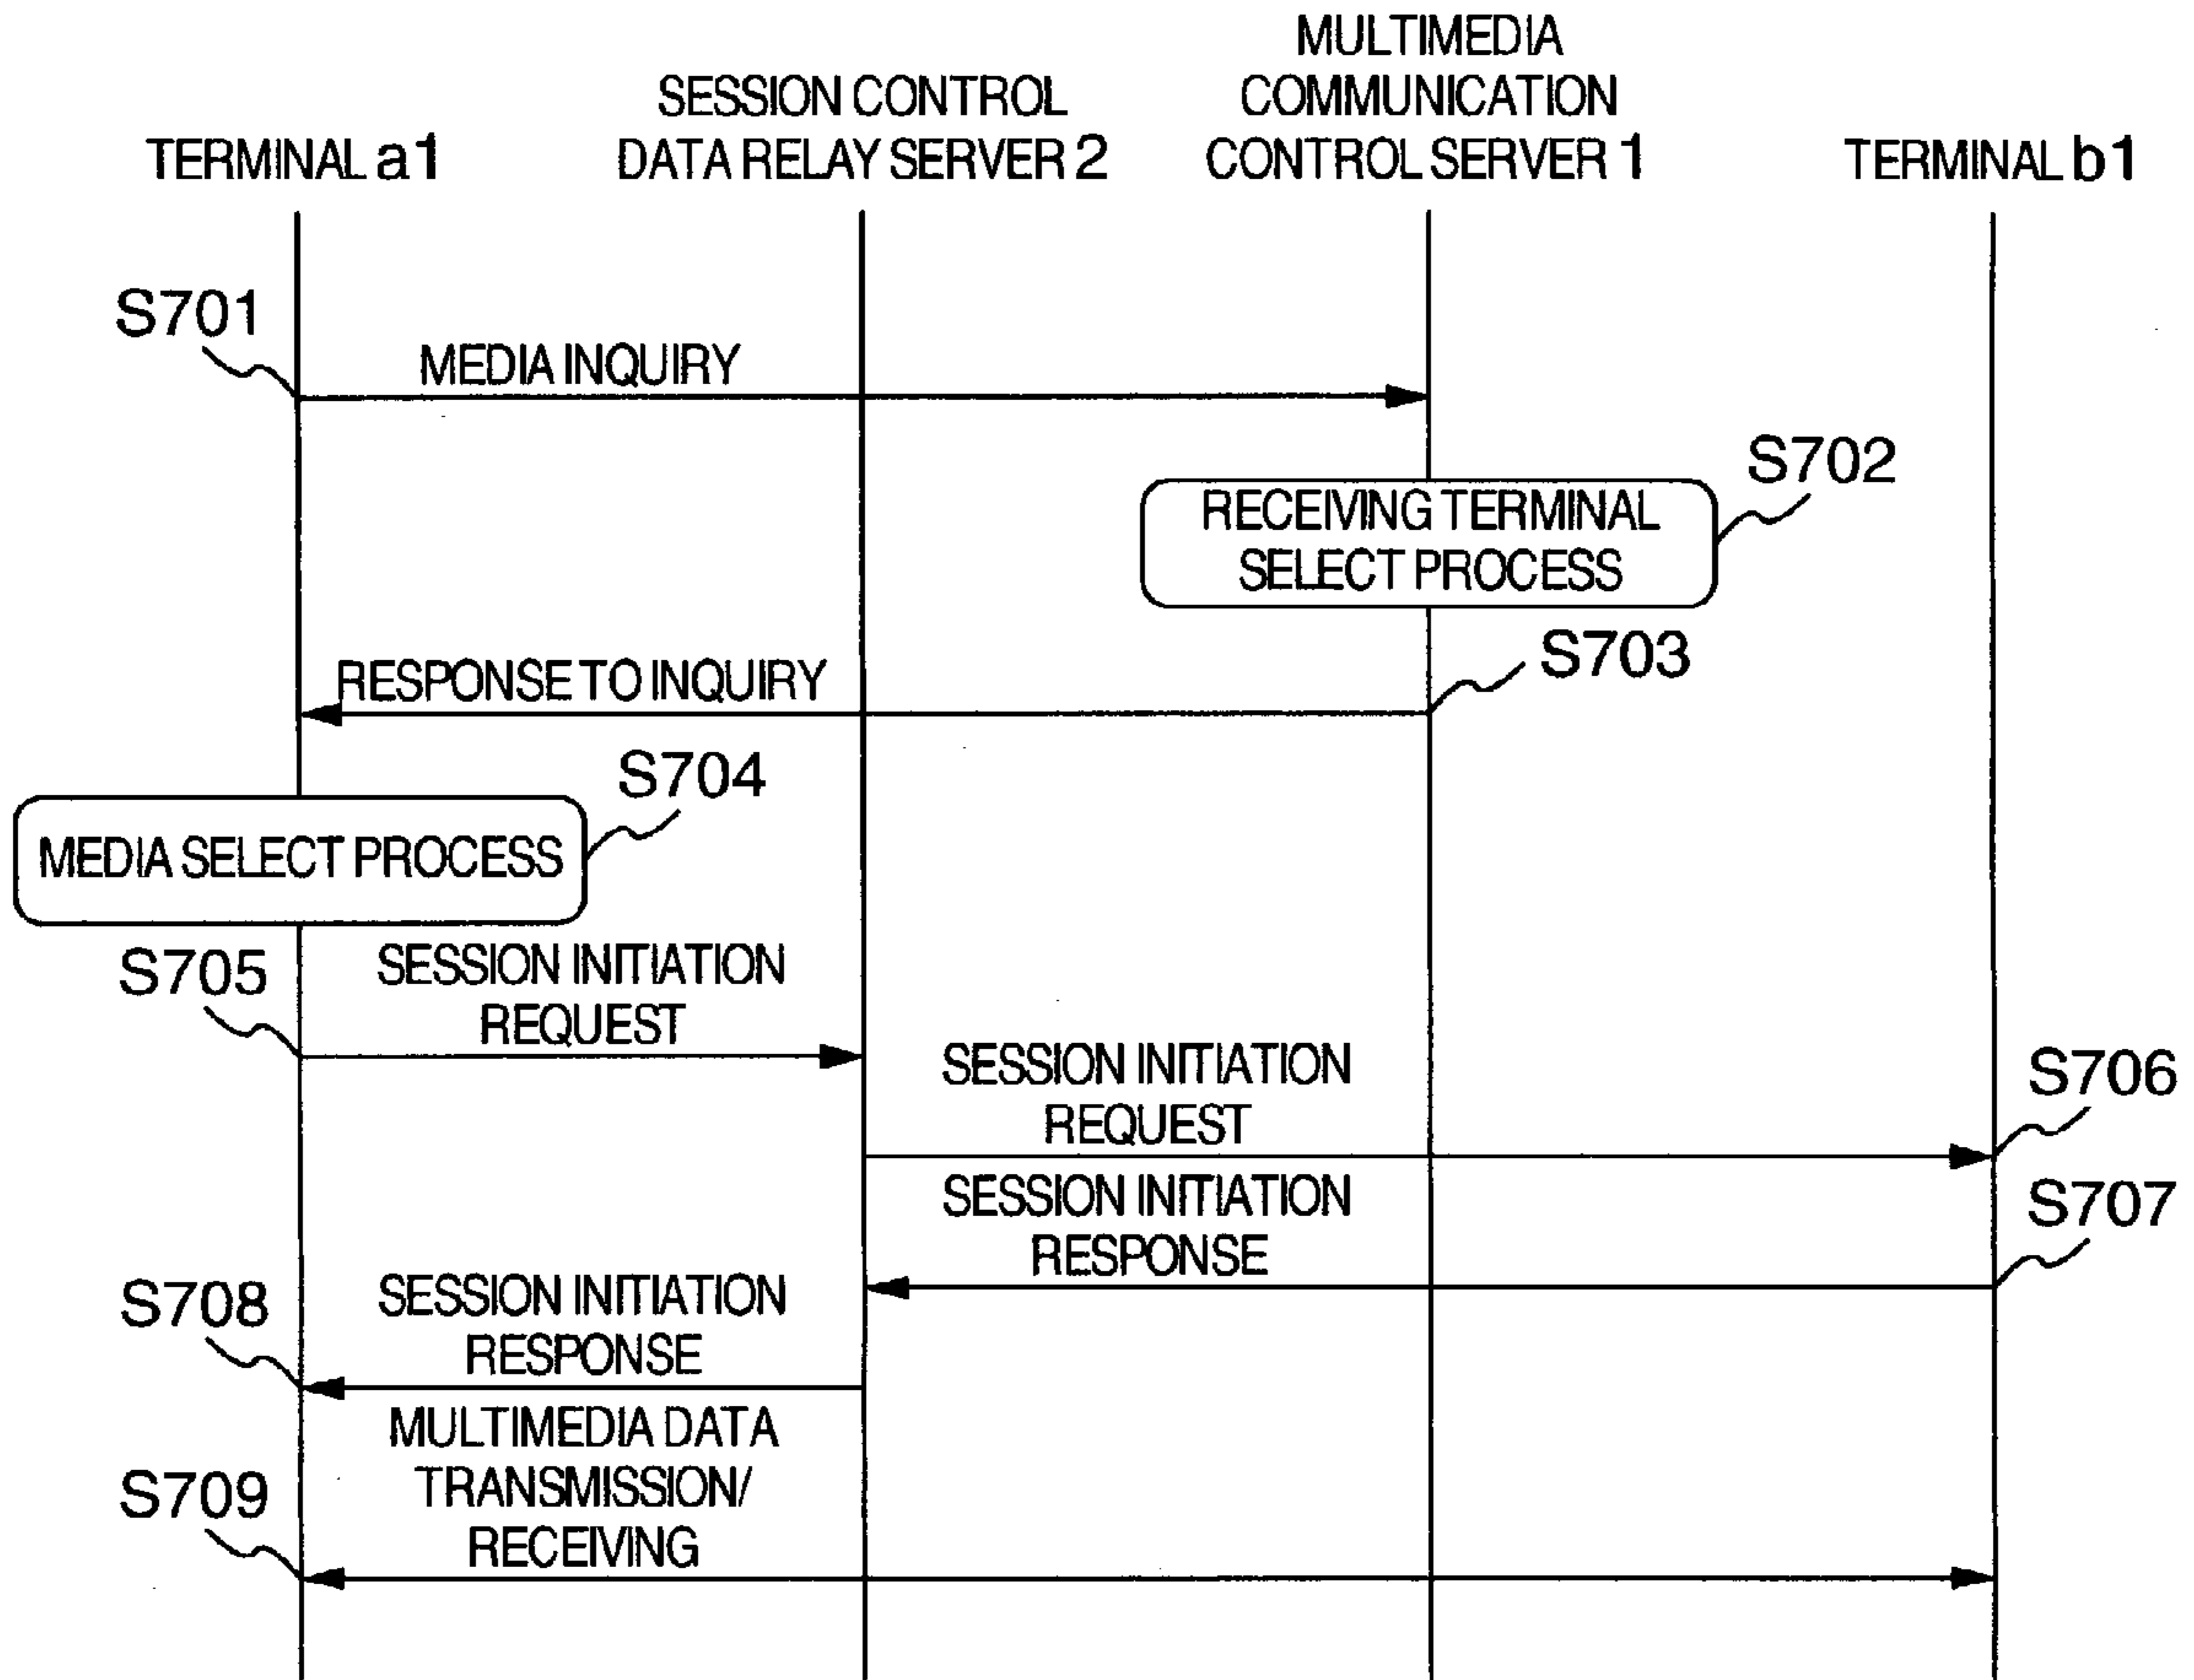 MULTIMEDIA
SESSION CONTROL
COMMUNICATION
TERMINAL a1
DATA RELAY SERVER 2
CONTROL SERVER 1
TERMINAL b1
S701
MEDIA INQUIRY
S702
RECEIVING TERMINAL
SELECT PROCESS
S703
RESPONSE TO INQUIRY
S704
MEDIA SELECT PROCESS
S705
SESSION INITIATION
REQUEST
SESSION INITIATION
REQUEST
S706
SESSION INITIATION
RESPONSE
S707
S708
SESSION INITIATION
RESPONSE
MULTIMEDIA DATA
TRANSMISSION/
RECEIVING
S709